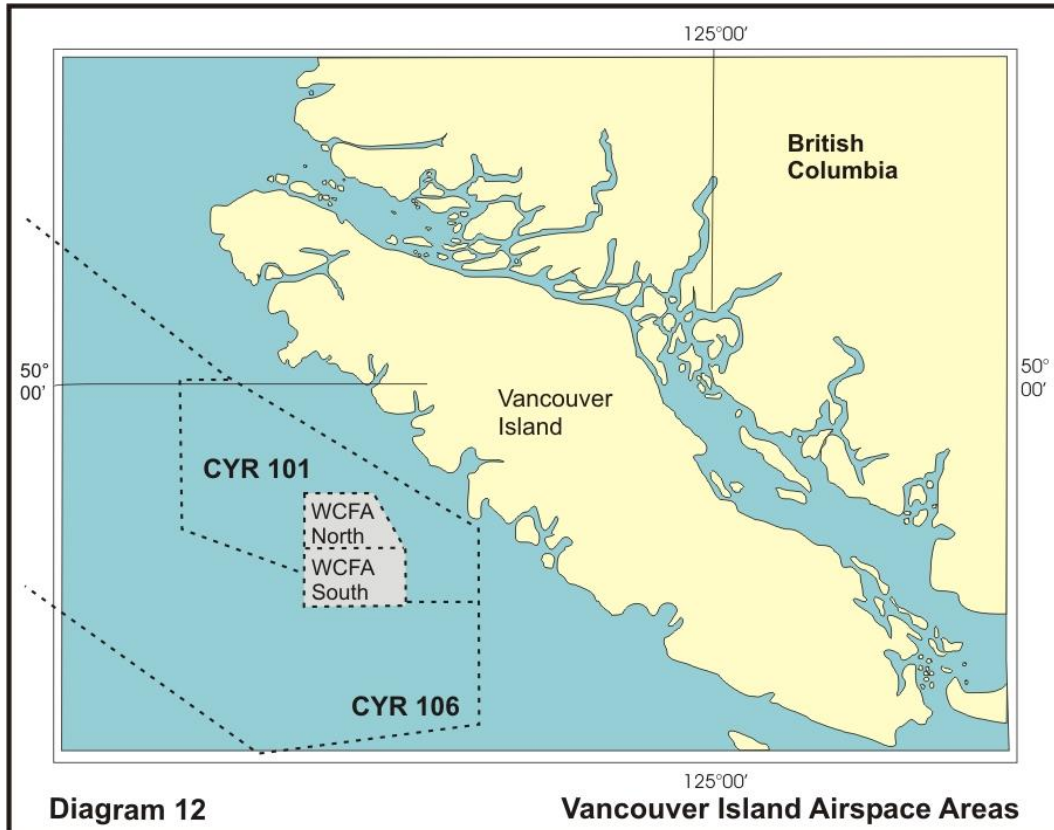 125°00'
British
Columbia
50°
00'
50°
00'
Vancouver
Island
CYR 101
WCFA
North
WCFA
South
CYR 106
125°00'
Diagram 12
Vancouver Island Airspace Areas